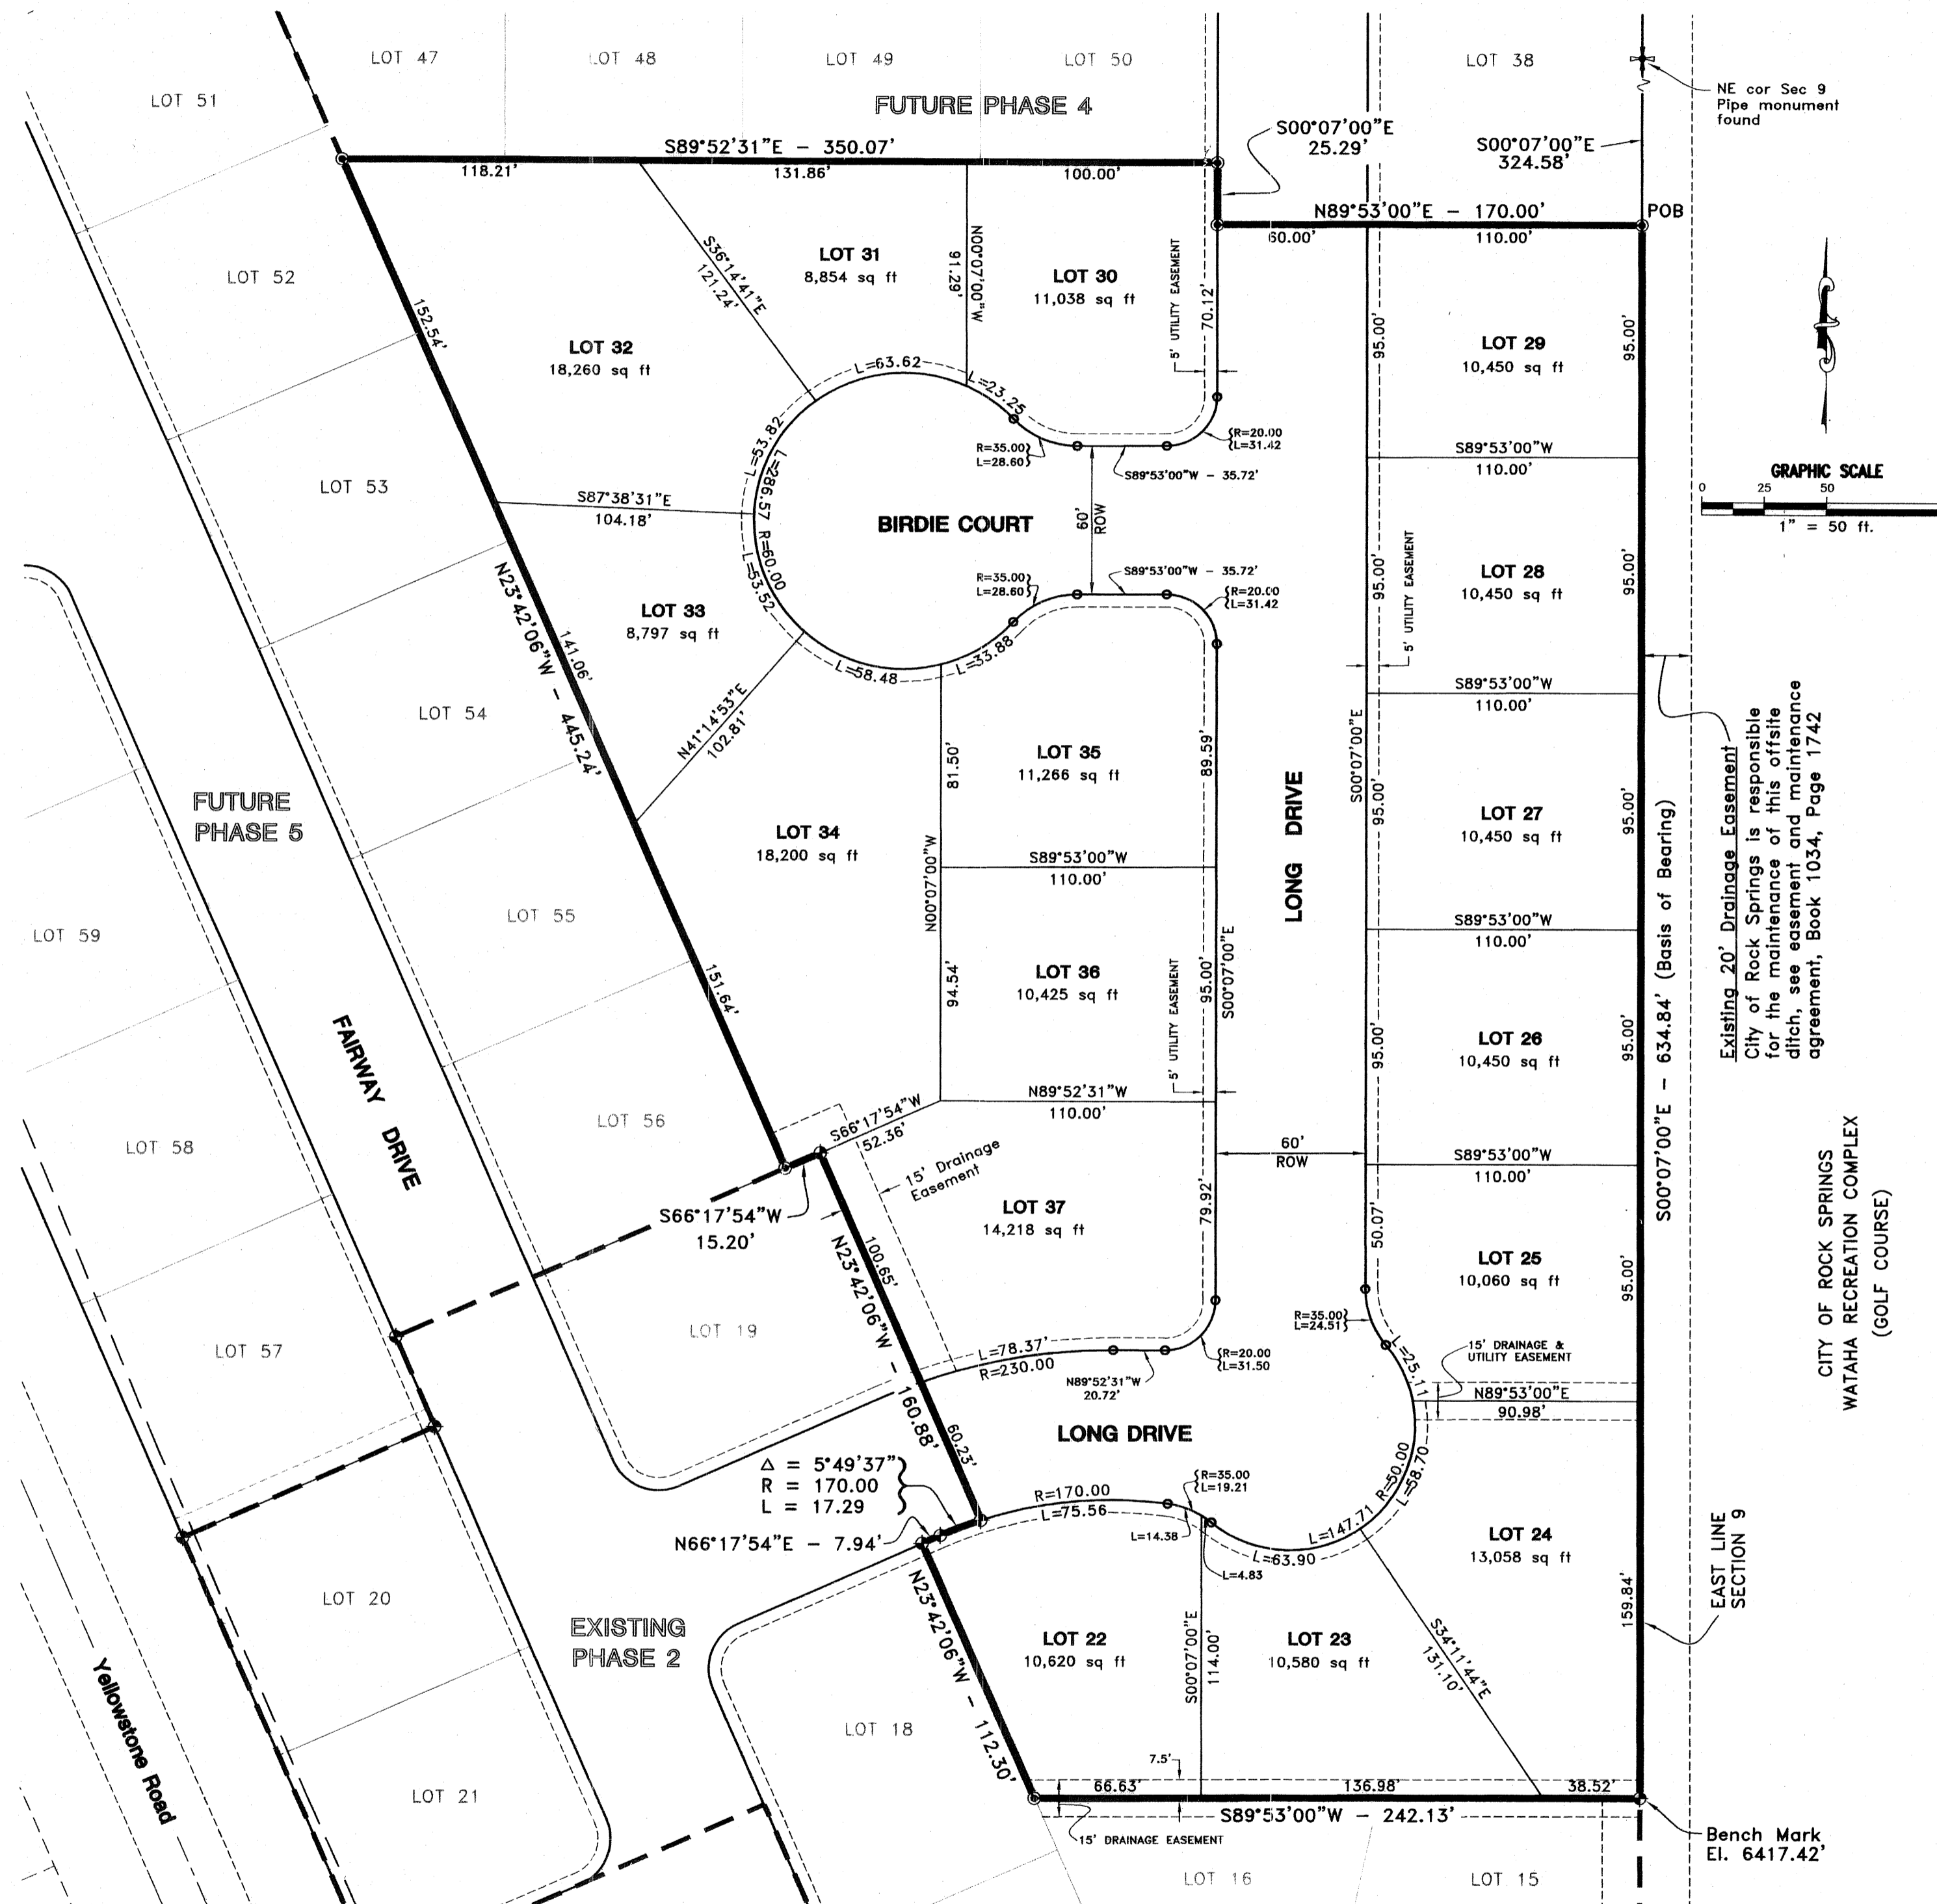 LOT 47
LOT 48
LOT 49
LOT 50
LOT 38
LOT 51
FUTURE PHASE 4
NE cor Sec 9
Pipe monument
found
S00°07'00"E
25.29'
S00°07'00"E
324.58'
S89°52'31"E - 350.07'
118.21'
131.86'
100.00'
N89°53'00"E - 170.00'
60.00'
110.00'
POB
LOT 52
LOT 31
8,854 sq ft
LOT 30
11,038 sq ft
S36°14'41"E
121.24'
N00°07'00"W
91.29'
5' UTILITY EASEMENT
70.12'
95.00'
LOT 29
10,450 sq ft
95.00'
152.54'
LOT 32
18,260 sq ft
L=63.62
L=23.25
R=35.00
L=28.60
R=20.00
L=31.42
S89°53'00"W - 35.72'
S89°53'00"W
110.00'
GRAPHIC SCALE
0 25 50
1" = 50 ft.
LOT 53
S87°38'31"E
104.18'
L=53.82
L=286.57 R=60.00
L=53.52
BIRDIE COURT
60'
ROW
S89°53'00"W - 35.72'
R=35.00
L=28.60
R=20.00
L=31.42
5' UTILITY EASEMENT
95.00'
LOT 28
10,450 sq ft
95.00'
N23°42'06"W - 445.24'
141.06'
LOT 33
8,797 sq ft
L=58.48
L=33.88
N41°14'53"E
102.81'
LOT 54
S89°53'00"W
110.00'
S00°07'00"E
LOT 35
11,266 sq ft
81.50'
89.59'
LONG DRIVE
95.00'
LOT 27
10,450 sq ft
95.00'
FUTURE
PHASE 5
LOT 34
18,200 sq ft
S89°53'00"W
110.00'
N00°07'00"W
Existing 20' Drainage Easement
City of Rock Springs is responsible
for the maintenance of this offsite
ditch, see easement and maintenance
agreement, Book 1034, Page 1742
S00°07'00"E - 634.84' (Basis of Bearing)
LOT 59
LOT 55
S89°53'00"W
110.00'
151.64'
94.54'
LOT 36
10,425 sq ft
5' UTILITY EASEMENT
95.00'
S00°07'00"E
95.00'
LOT 26
10,450 sq ft
95.00'
FAIRWAY DRIVE
LOT 58
LOT 56
S66°17'54"W
52.36'
N89°52'31"W
110.00'
15' Drainage
Easement
60'
ROW
S89°53'00"W
110.00'
S66°17'54"W
15.20'
LOT 37
14,218 sq ft
79.92'
50.07'
LOT 25
10,060 sq ft
95.00'
CITY OF ROCK SPRINGS
WATAHA RECREATION COMPLEX
(GOLF COURSE)
N23°42'06"W - 160.88'
100.65'
LOT 57
LOT 19
L=78.37'
R=230.00
N89°52'31"W
20.72'
R=20.00
L=31.50
R=35.00
L=24.51
L=25.11
15' DRAINAGE &
UTILITY EASEMENT
N89°53'00"E
90.98'
60.23'
LONG DRIVE
Δ = 5°49'37"
R = 170.00
L = 17.29
N66°17'54"E - 7.94'
R=170.00
L=75.56
R=35.00
L=19.21
L=14.38
L=4.83
L=63.90
L=147.71
R=50.00
L=58.70
LOT 24
13,058 sq ft
EAST LINE
SECTION 9
159.84'
LOT 20
EXISTING
PHASE 2
N23°42'06"W - 112.30'
LOT 22
10,620 sq ft
S00°07'00"E
114.00'
LOT 23
10,580 sq ft
S34°11'44"E
131.10'
Yellowstone Road
LOT 18
LOT 21
7.5'
66.63'
136.98'
38.52'
S89°53'00"W - 242.13'
15' DRAINAGE EASEMENT
LOT 16
LOT 15
Bench Mark
El. 6417.42'